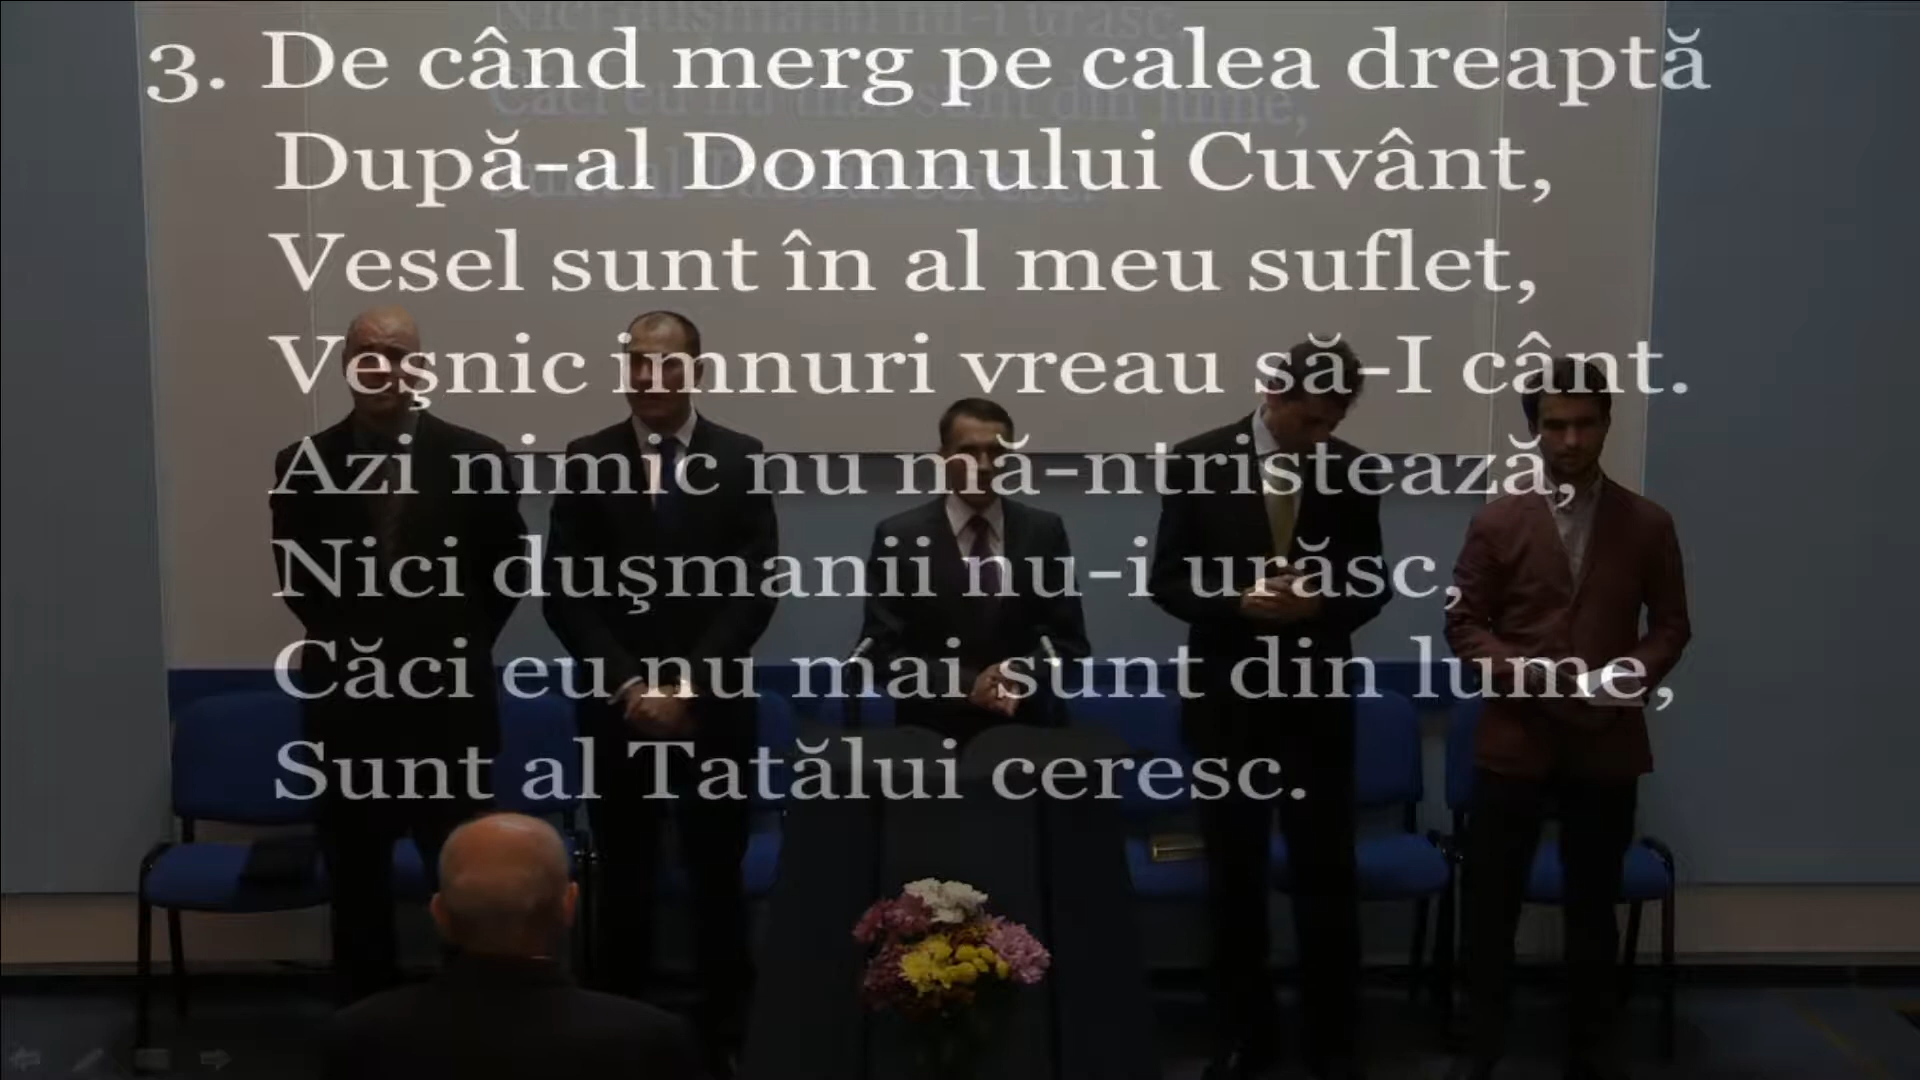 3. De când merg pe calea dreaptă
După-al Domnului Cuvânt,
Vesel sunt în al meu suflet,
Veşnic imnuri vreau să-I cânt.
Azi nimic nu mă-ntristează,
Nici duşmanii nu-i urăsc,
Căci eu nu mai sunt din lume,
Sunt al Tatălui ceresc.